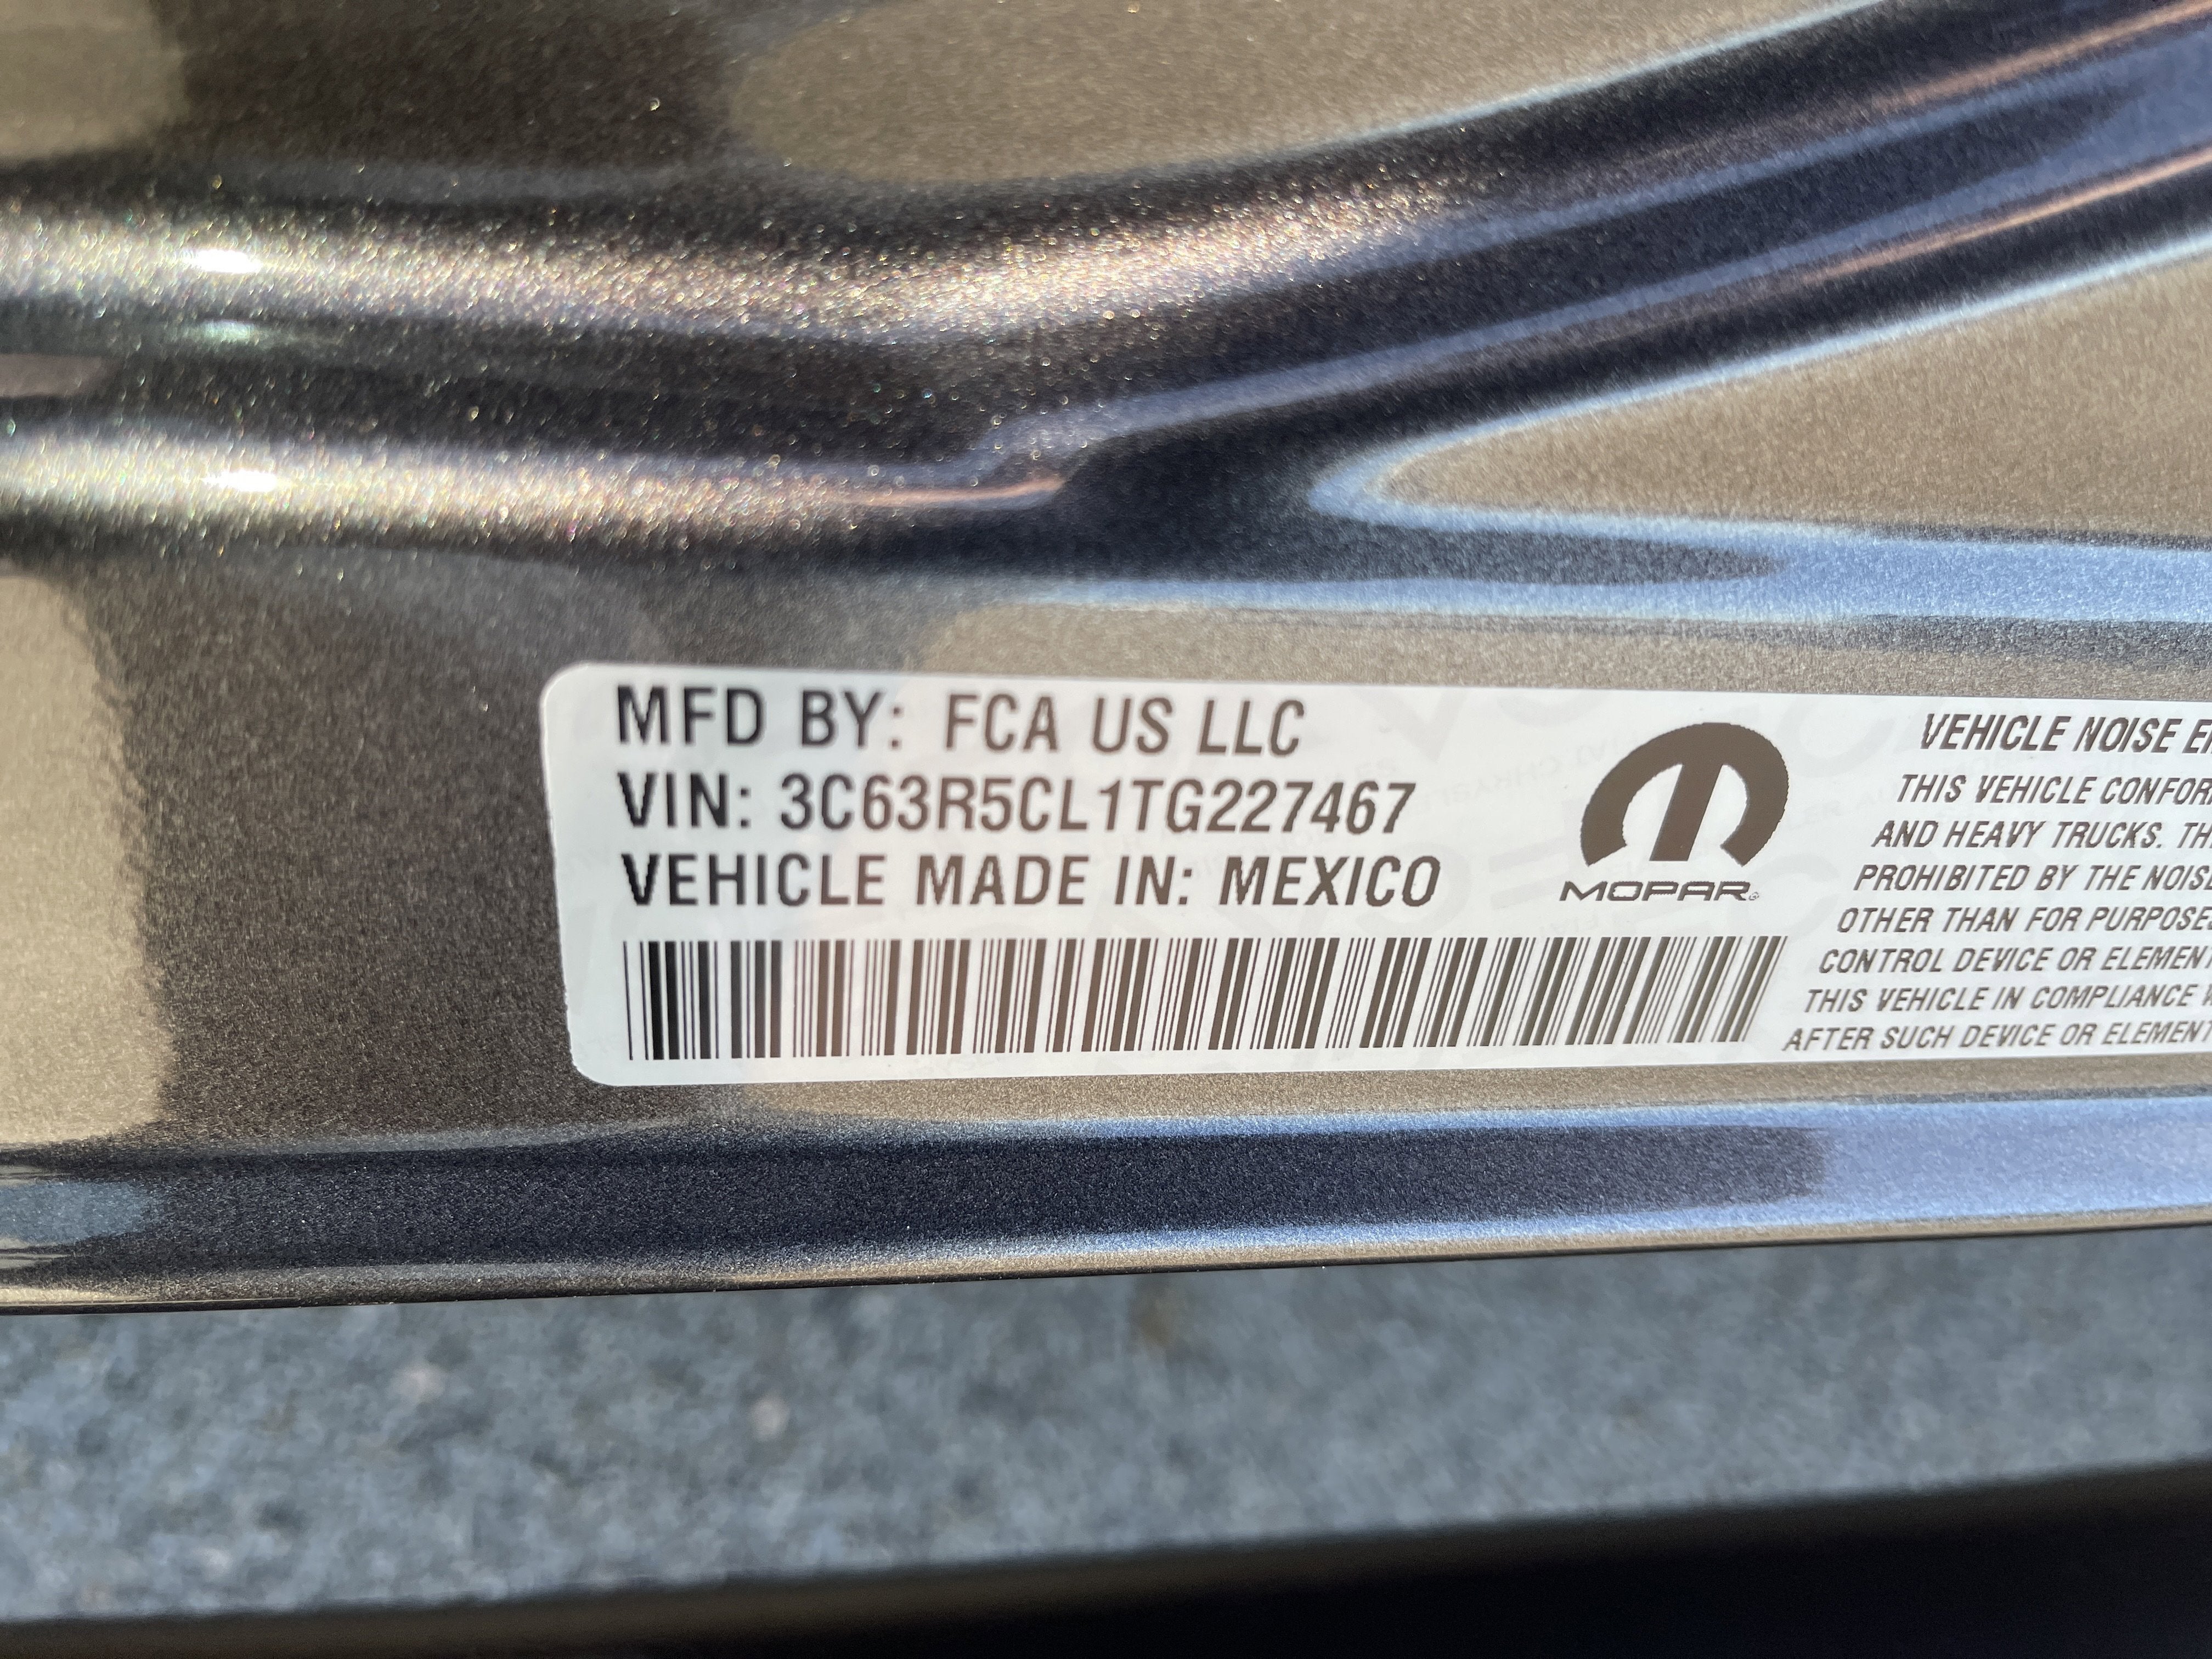 MFD BY: FCA US LLC
VIN: 3C63R5CL1TG227467
VEHICLE MADE IN: MEXICO
MOPAR
VEHICLE NOISE
THIS VEHICLE
AND HEAVY TRUCKS.
PROHIBITED BY THE
OTHER THAN FOR
CONTROL DEVICE OR
THIS VEHICLE IN COMPLIANCE
AFTER SUCH DEVICE OR